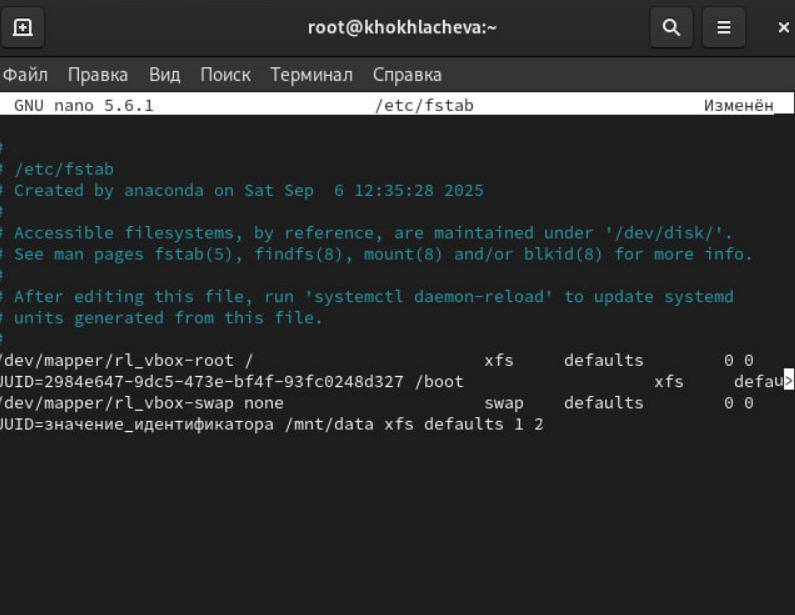 root@khokhlacheva:~
Файл Правка Вид Поиск Терминал Справка
GNU nano 5.6.1 /etc/fstab Изменён
#
# /etc/fstab
# Created by anaconda on Sat Sep  6 12:35:28 2025
#
# Accessible filesystems, by reference, are maintained under '/dev/disk/'.
# See man pages fstab(5), findfs(8), mount(8) and/or blkid(8) for more info.
#
# After editing this file, run 'systemctl daemon-reload' to update systemd
# units generated from this file.
#
/dev/mapper/rl_vbox-root / xfs defaults 0 0
UUID=2984e647-9dc5-473e-bf4f-93fc0248d327 /boot xfs defau>
/dev/mapper/rl_vbox-swap none swap defaults 0 0
UUID=значение_идентификатора /mnt/data xfs defaults 1 2